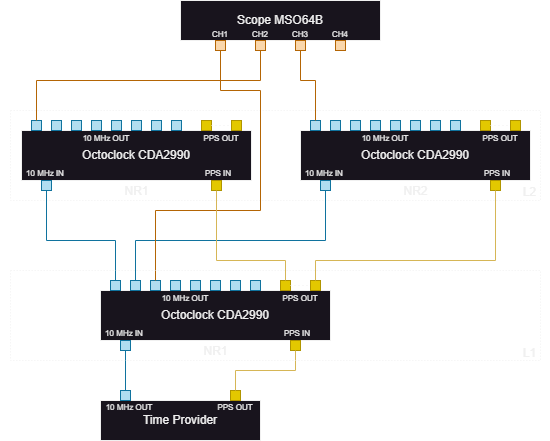 Scope MSO64B
CH1 CH2 CH3 CH4
10 MHz OUT PPS OUT
Octoclock CDA2990
10 MHz IN PPS IN
NR1
10 MHz OUT PPS OUT
Octoclock CDA2990
10 MHz IN PPS IN
NR2
L2
10 MHz OUT PPS OUT
Octoclock CDA2990
10 MHz IN PPS IN
NR1
L1
10 MHz OUT PPS OUT
Time Provider